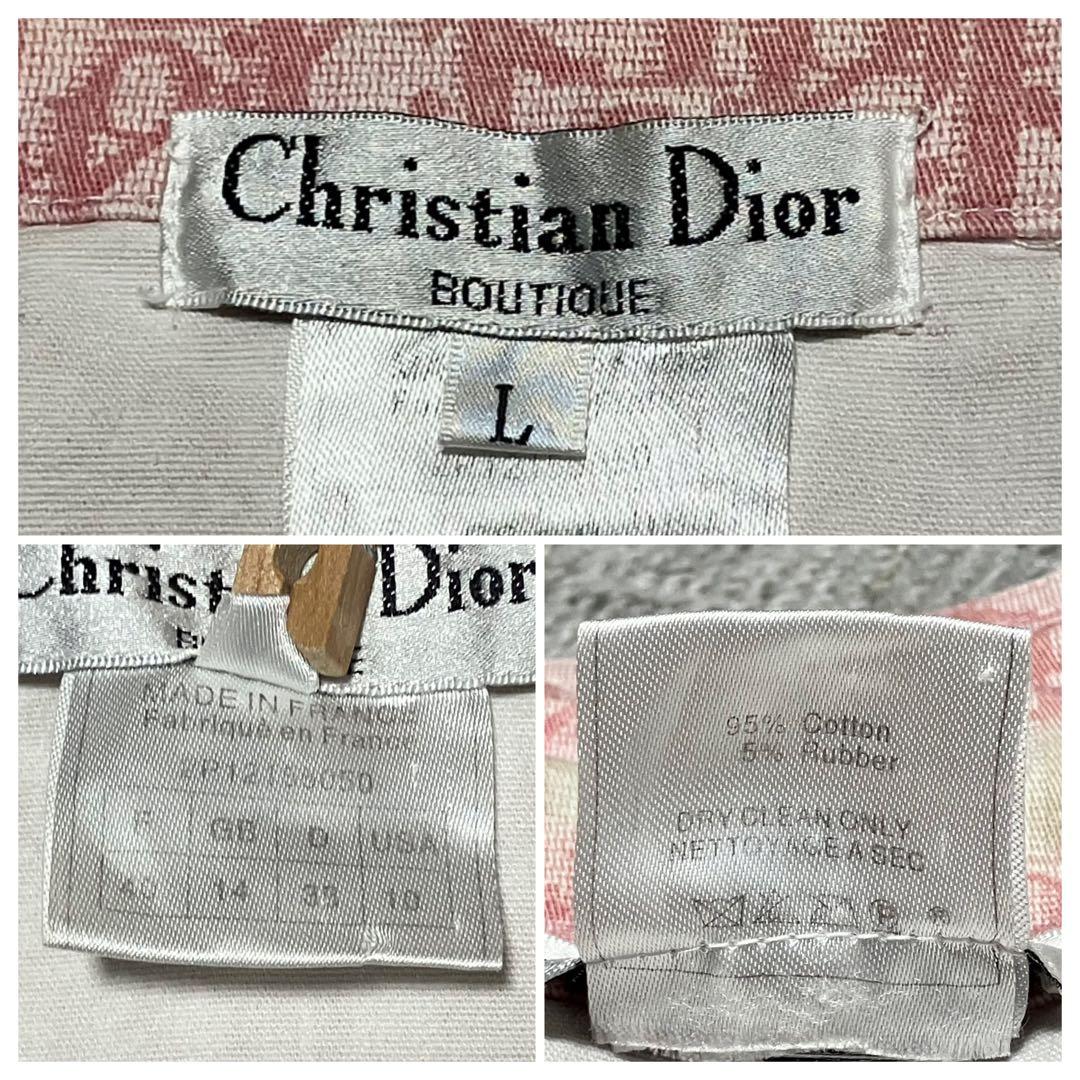 Christian Dior
BOUTIQUE
L
Christ Dior
MADE IN FRANCE
Fabriqué en France
F GB D USA
14 10
95% Cotton
5% Rubber
DRY CLEAN ONLY
NETTOYAGE A SEC
P